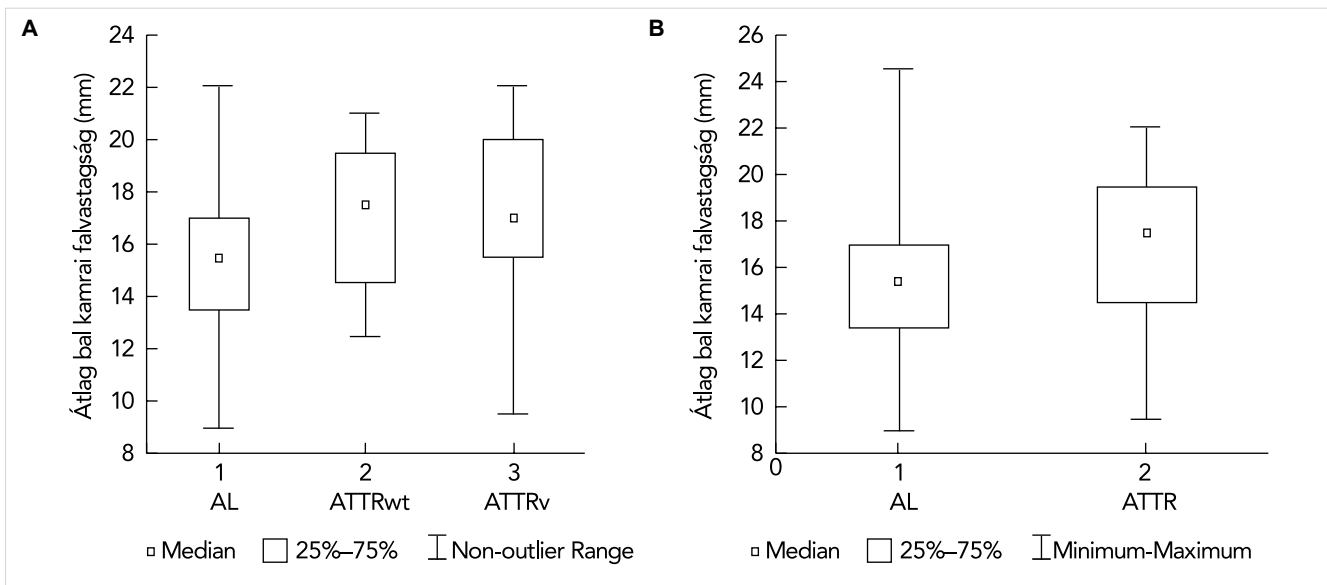 A
Átlag bal kamrai falvastagság (mm)
24
22
20
18
16
14
12
10
8
1
2
3
AL
ATTRwt
ATTRv
Median 25%–75% Non-outlier Range
B
Átlag bal kamrai falvastagság (mm)
26
24
22
20
18
16
14
12
10
8
0
1
2
AL
ATTR
Median 25%–75% Minimum-Maximum